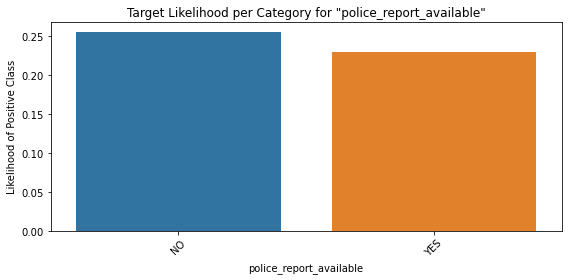 Target Likelihood per Category for "police_report_available"
Likelihood of Positive Class
0.25
0.20
0.15
0.10
0.05
0.00
NO
YES
police_report_available